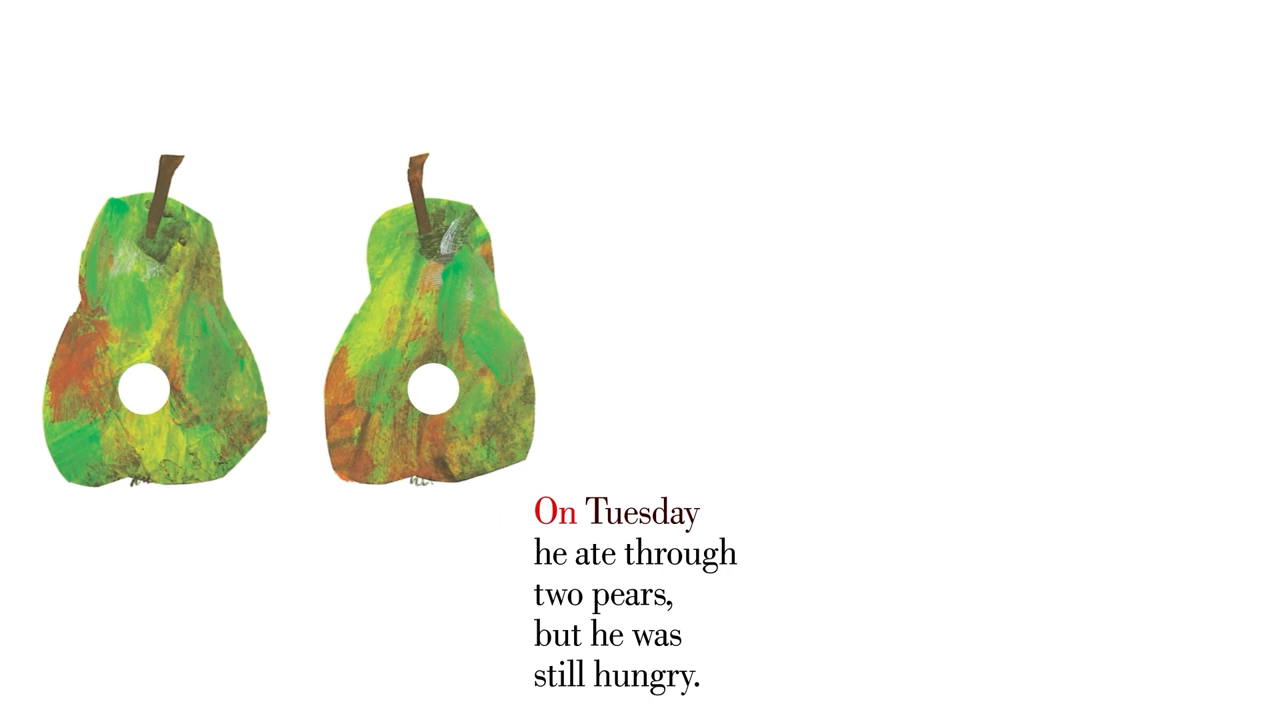 On Tuesday
he ate through
two pears,
but he was
still hungry.